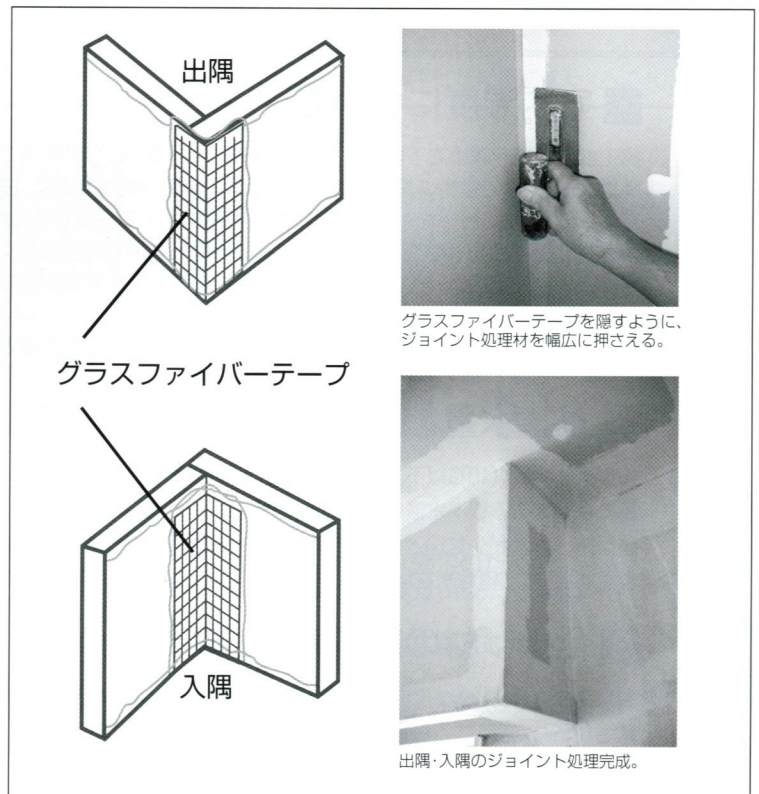 出隅
グラスファイバーテープを隠すように、
ジョイント処理材を幅広に押さえる。
グラスファイバーテープ
入隅
出隅・入隅のジョイント処理完成。